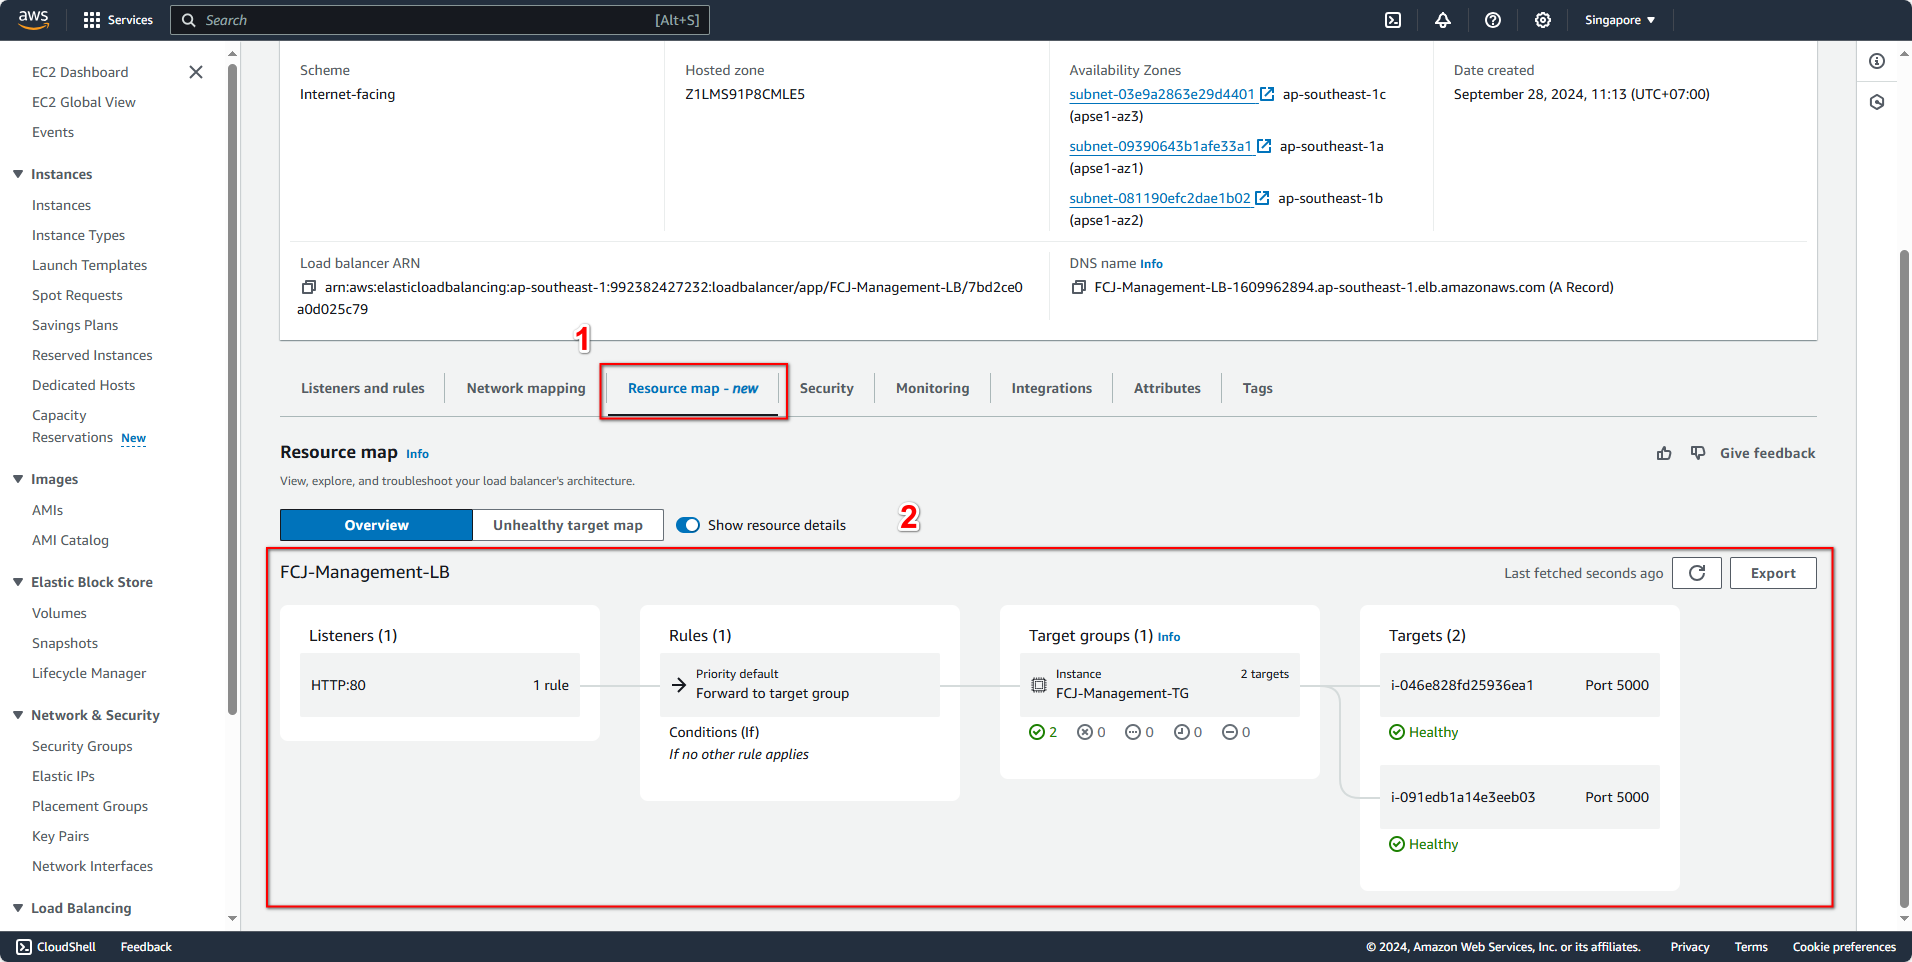 aws
Services
Search
[Alt+S]
Singapore
EC2 Dashboard
EC2 Global View
Events
Instances
Instances
Instance Types
Launch Templates
Spot Requests
Savings Plans
Reserved Instances
Dedicated Hosts
Capacity
Reservations New
Images
AMIs
AMI Catalog
Elastic Block Store
Volumes
Snapshots
Lifecycle Manager
Network & Security
Security Groups
Elastic IPs
Placement Groups
Key Pairs
Network Interfaces
Load Balancing
Scheme
Internet-facing
Hosted zone
Z1LMS91P8CMLE5
Availability Zones
subnet-03e9a2863e29d4401 ap-southeast-1c
(apse1-az3)
subnet-09390643b1afe33a1 ap-southeast-1a
(apse1-az1)
subnet-081190efc2dae1b02 ap-southeast-1b
(apse1-az2)
Date created
September 28, 2024, 11:13 (UTC+07:00)
Load balancer ARN
arn:aws:elasticloadbalancing:ap-southeast-1:992382427232:loadbalancer/app/FCJ-Management-LB/7bd2ce0
a0d025c79
DNS name Info
FCJ-Management-LB-1609962894.ap-southeast-1.elb.amazonaws.com (A Record)
1
Listeners and rules
Network mapping
Resource map - new
Security
Monitoring
Integrations
Attributes
Tags
Resource map Info
Give feedback
View, explore, and troubleshoot your load balancer's architecture.
Overview
Unhealthy target map
Show resource details
2
FCJ-Management-LB
Last fetched seconds ago
Export
Listeners (1)
HTTP:80 1 rule
Rules (1)
Priority default
Forward to target group
Conditions (If)
If no other rule applies
Target groups (1) Info
Instance 2 targets
FCJ-Management-TG
2 0 0 0 0
Targets (2)
i-046e828fd25936ea1 Port 5000
Healthy
i-091edb1a14e3eeb03 Port 5000
Healthy
CloudShell
Feedback
© 2024, Amazon Web Services, Inc. or its affiliates.
Privacy
Terms
Cookie preferences